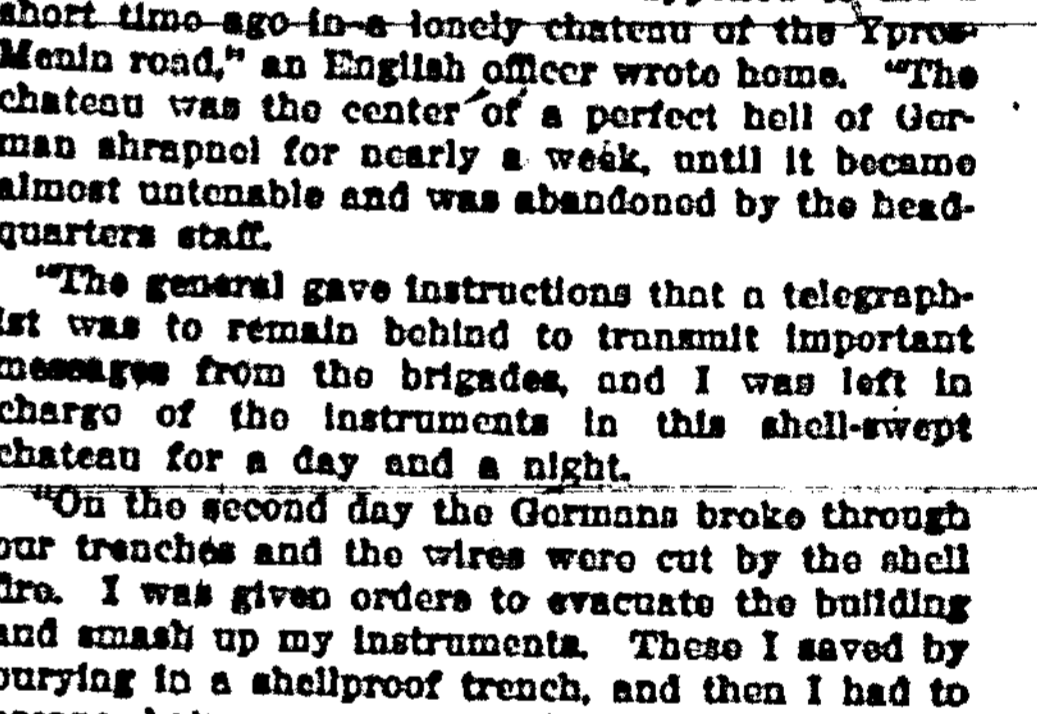 short time ago in a lonely chateau of the Ypres-
Menin road," an English officer wrote home. "The
chateau was the center of a perfect hell of Ger-
man shrapnel for nearly a week, until it became
almost untenable and was abandoned by the head-
quarters staff.
"The general gave instructions that a telegraph-
ist was to remain behind to transmit important
messages from the brigades, and I was left in
charge of the instruments in this shell-swept
chateau for a day and a night.
"On the second day the Germans broke through
our trenches and the wires were cut by the shell
fire. I was given orders to evacuate the building
and smash up my instruments. These I saved by
burying in a shellproof trench, and then I had to